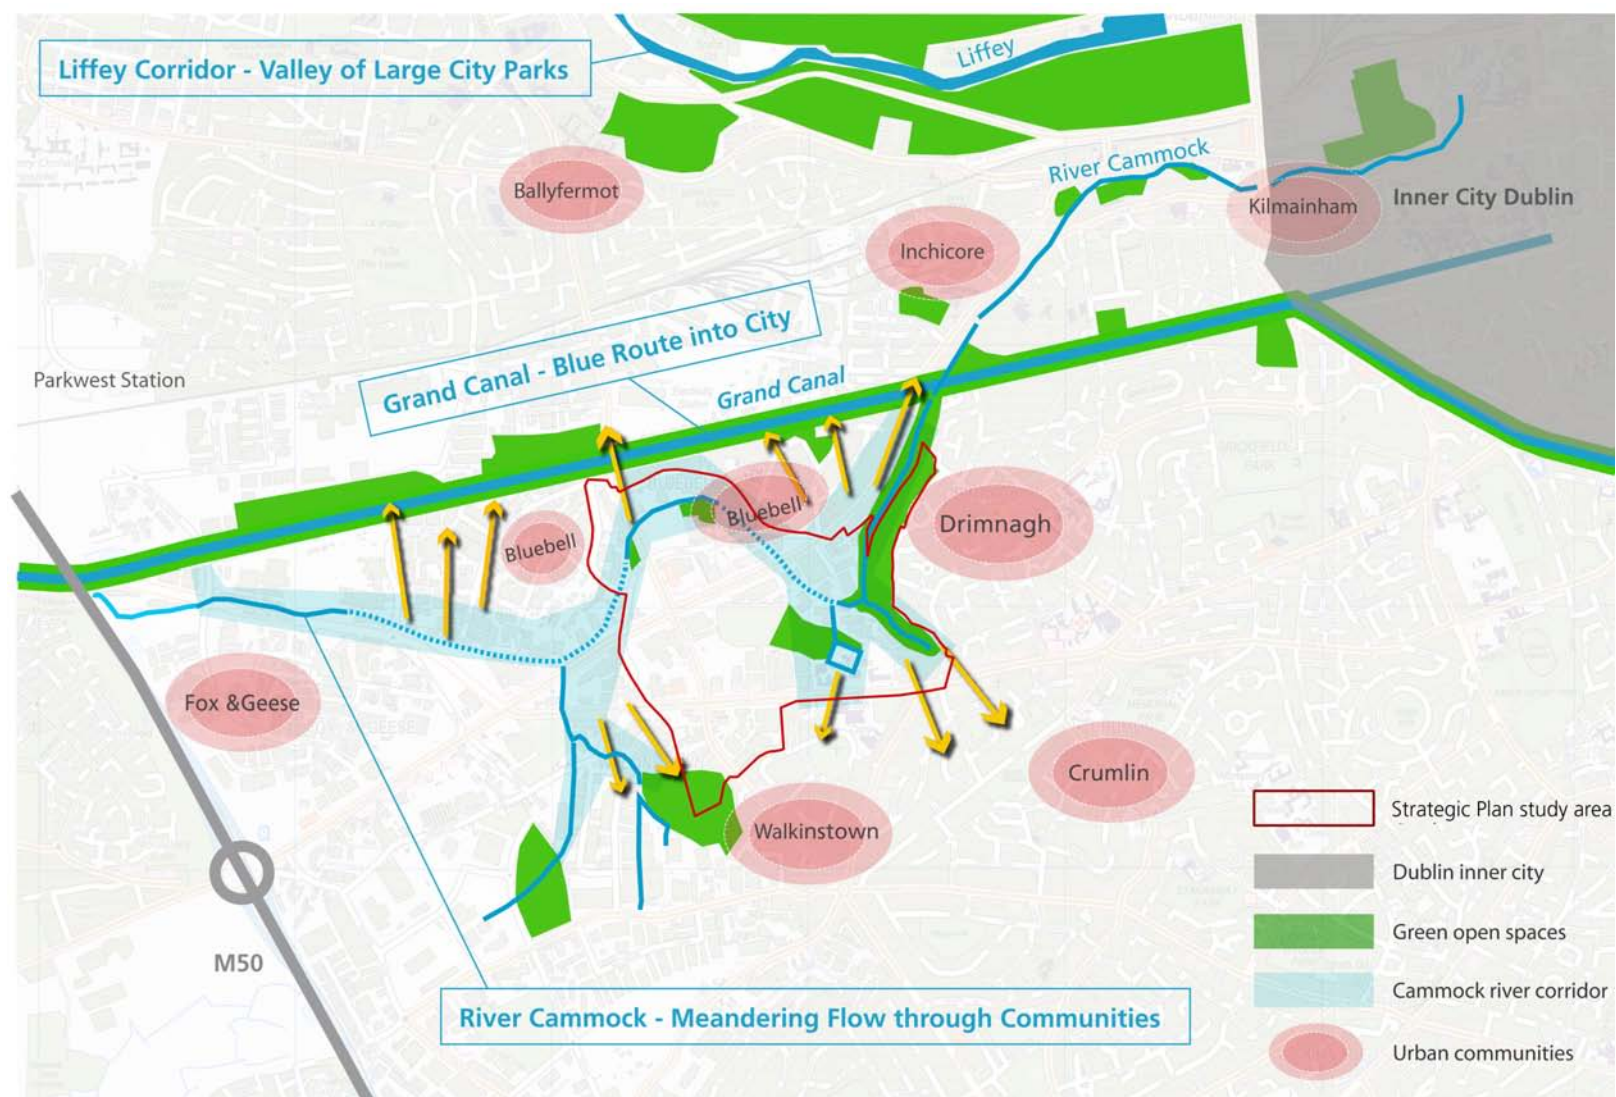 Liffey Corridor - Valley of Large City Parks
Liffey
River Cammock
Ballyfermot
Kilmainham
Inner City Dublin
Inchicore
Grand Canal - Blue Route into City
Parkwest Station
Grand Canal
Bluebell
Bluebell
Drimnagh
Fox &Geese
Crumlin
Walkinstown
M50
River Cammock - Meandering Flow through Communities
Strategic Plan study area
Dublin inner city
Green open spaces
Cammock river corridor
Urban communities